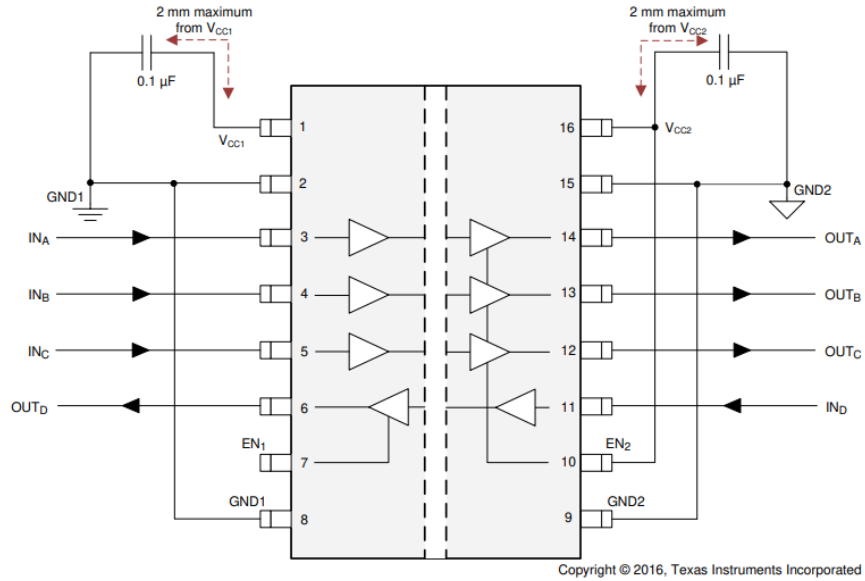 2 mm maximum
from VCC1
2 mm maximum
from VCC2
0.1 µF
0.1 µF
VCC1
1
16
VCC2
GND1
2
15
GND2
INA
3
14
OUTA
INB
4
13
OUTB
INC
5
12
OUTC
OUTD
6
11
IND
EN1
7
10
EN2
GND1
8
9
GND2
Copyright © 2016, Texas Instruments Incorporated